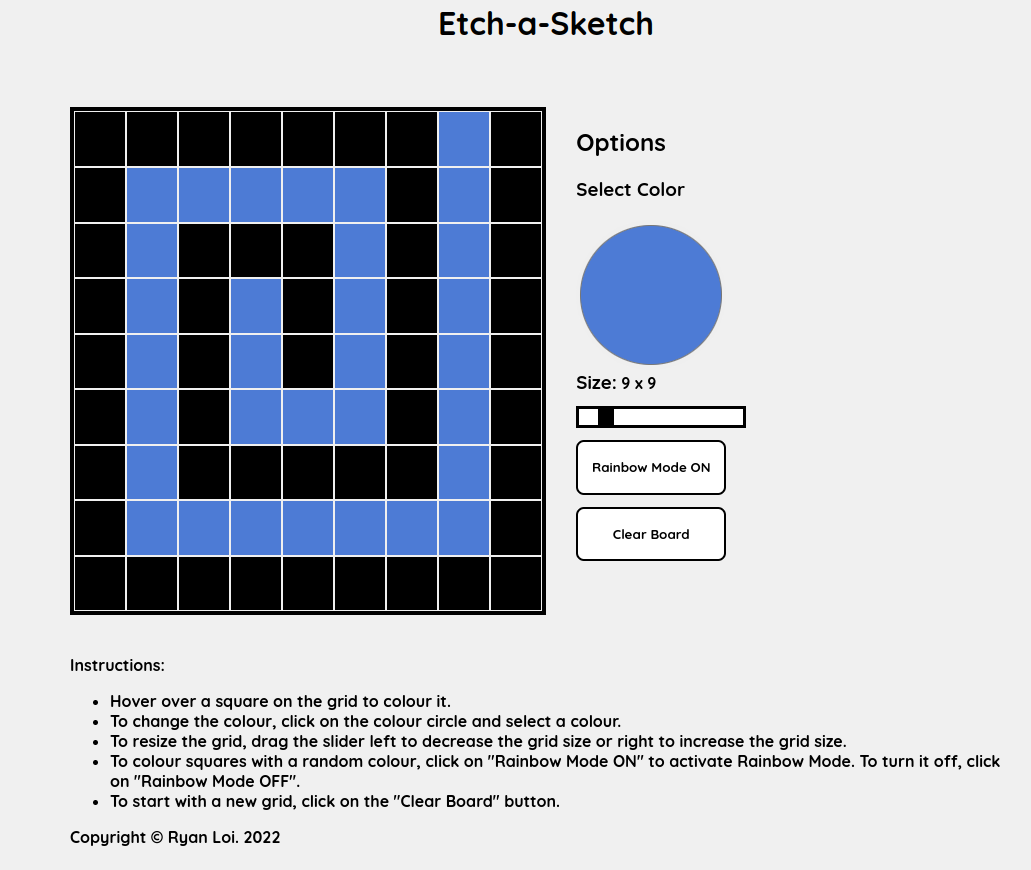 Etch-a-Sketch
Options
Select Color
Size: 9 x 9
Rainbow Mode ON
Clear Board
Instructions:
• Hover over a square on the grid to colour it.
• To change the colour, click on the colour circle and select a colour.
• To resize the grid, drag the slider left to decrease the grid size or right to increase the grid size.
• To colour squares with a random colour, click on "Rainbow Mode ON" to activate Rainbow Mode. To turn it off, click
on "Rainbow Mode OFF".
• To start with a new grid, click on the "Clear Board" button.
Copyright © Ryan Loi. 2022